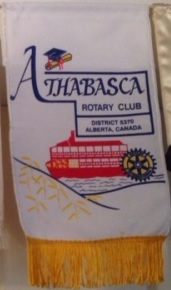 ATHABASCA
ROTARY CLUB
DISTRICT 5370
ALBERTA, CANADA